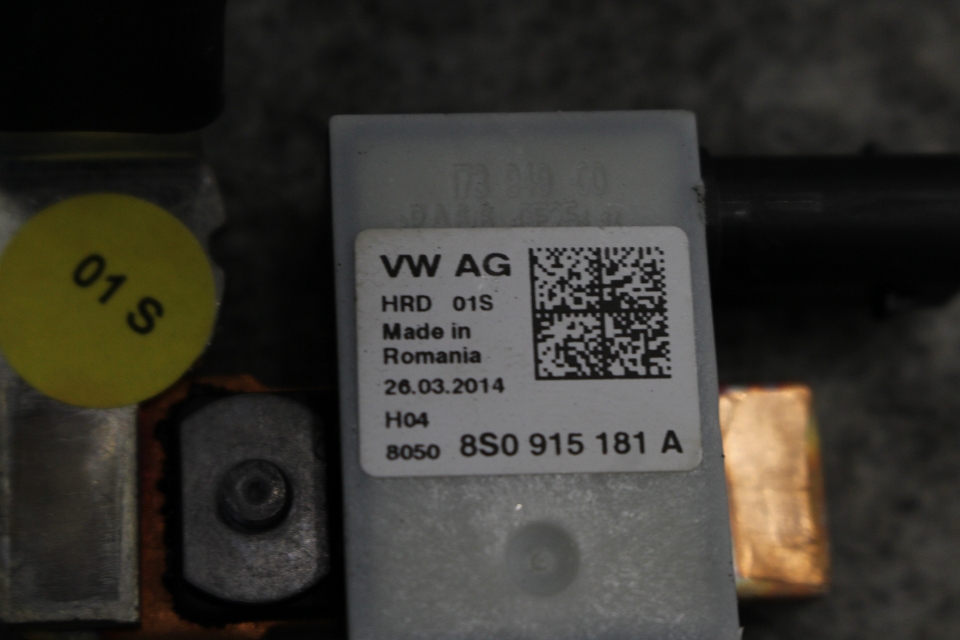 01 S
VW AG
HRD 01S
Made in
Romania
26.03.2014
H04
8050 8S0 915 181 A